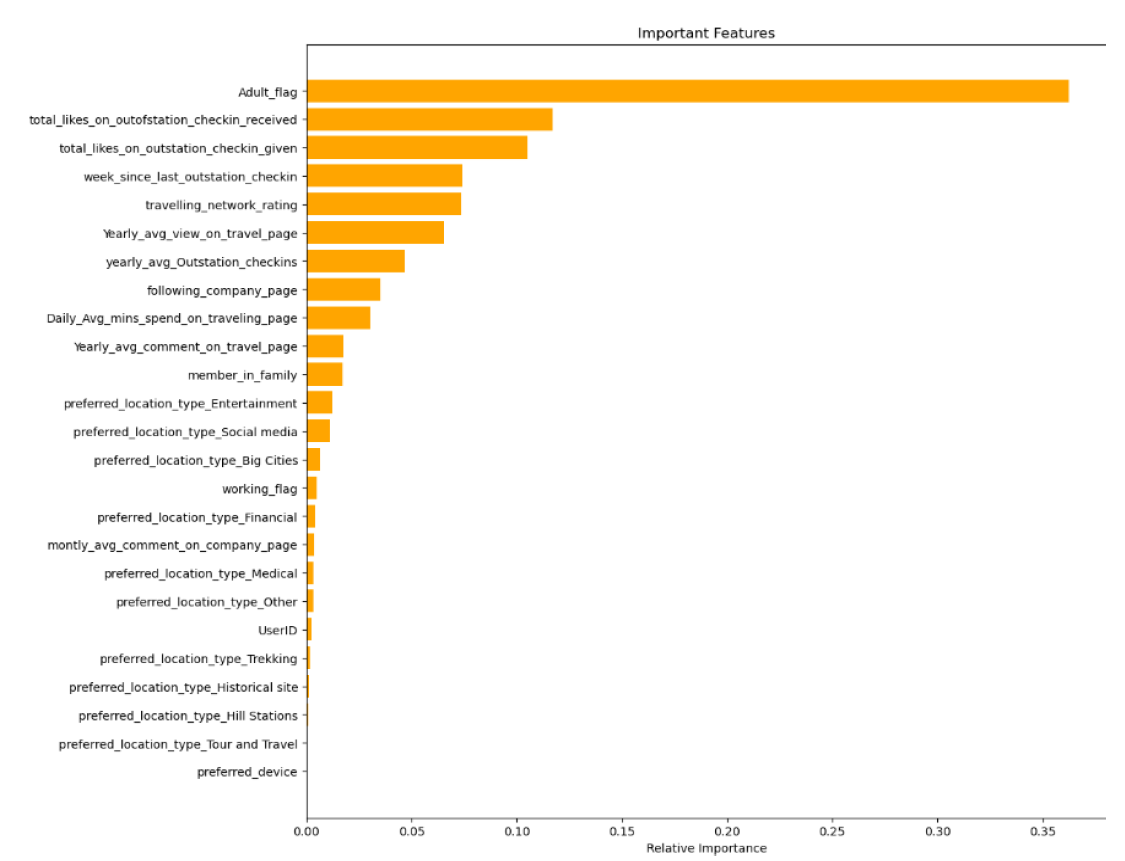 Important Features
Adult_flag
total_likes_on_outofstation_checkin_received
total_likes_on_outstation_checkin_given
week_since_last_outstation_checkin
travelling_network_rating
Yearly_avg_view_on_travel_page
yearly_avg_Outstation_checkins
following_company_page
Daily_Avg_mins_spend_on_traveling_page
Yearly_avg_comment_on_travel_page
member_in_family
preferred_location_type_Entertainment
preferred_location_type_Social media
preferred_location_type_Big Cities
working_flag
preferred_location_type_Financial
montly_avg_comment_on_company_page
preferred_location_type_Medical
preferred_location_type_Other
UserID
preferred_location_type_Trekking
preferred_location_type_Historical site
preferred_location_type_Hill Stations
preferred_location_type_Tour and Travel
preferred_device
0.00 0.05 0.10 0.15 0.20 0.25 0.30 0.35
Relative Importance